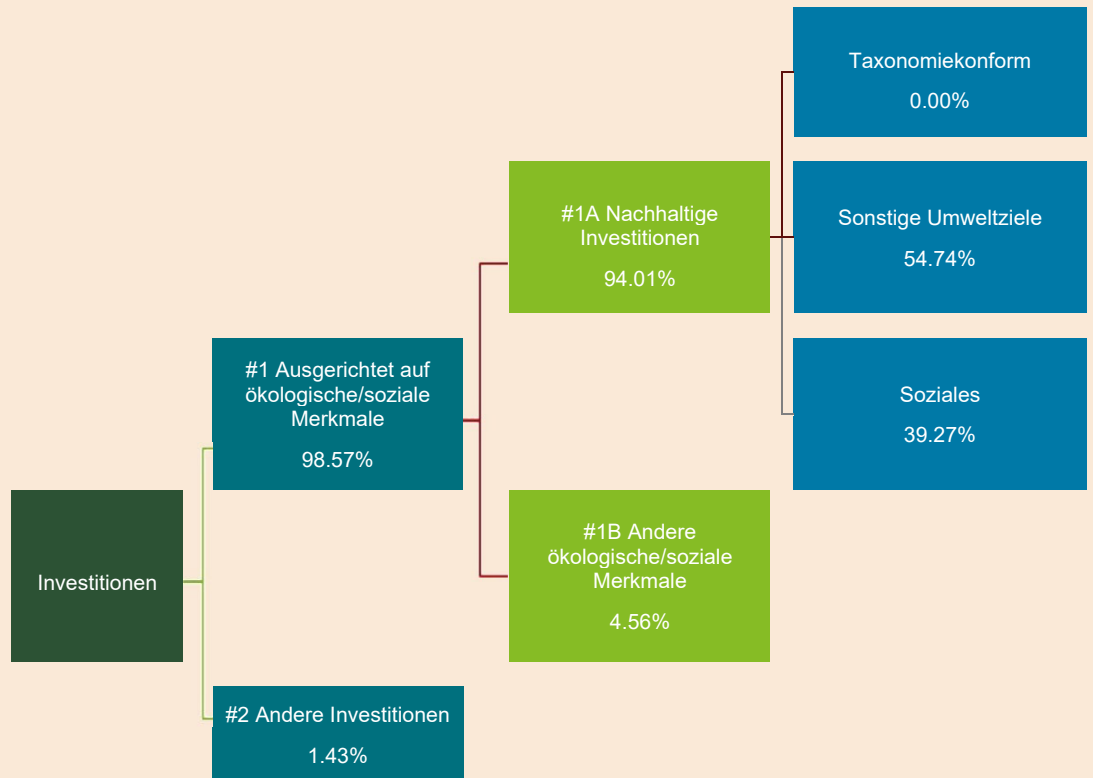 Taxonomiekonform
0.00%
#1A Nachhaltige
Investitionen
94.01%
Sonstige Umweltziele
54.74%
#1 Ausgerichtet auf
ökologische/soziale
Merkmale
98.57%
Soziales
39.27%
Investitionen
#1B Andere
ökologische/soziale
Merkmale
4.56%
#2 Andere Investitionen
1.43%